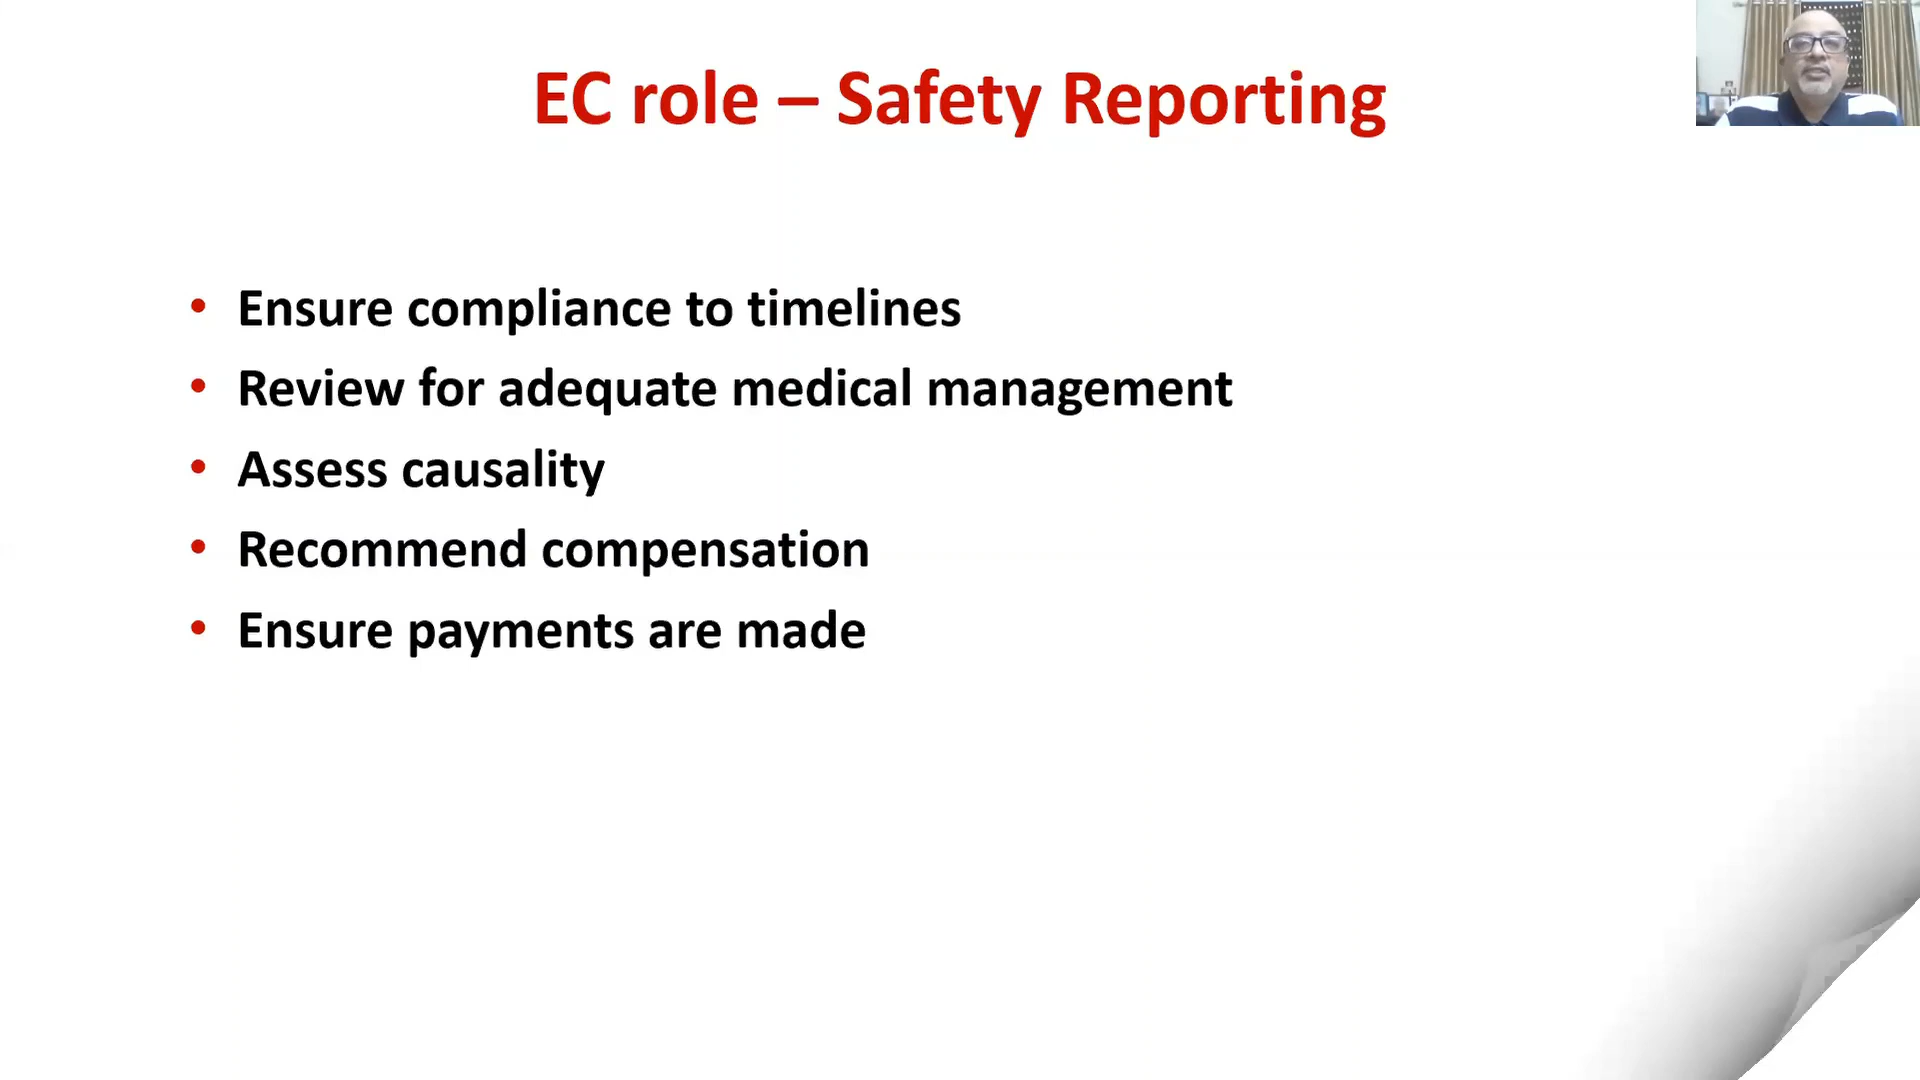 EC role – Safety Reporting
• Ensure compliance to timelines
• Review for adequate medical management
• Assess causality
• Recommend compensation
• Ensure payments are made